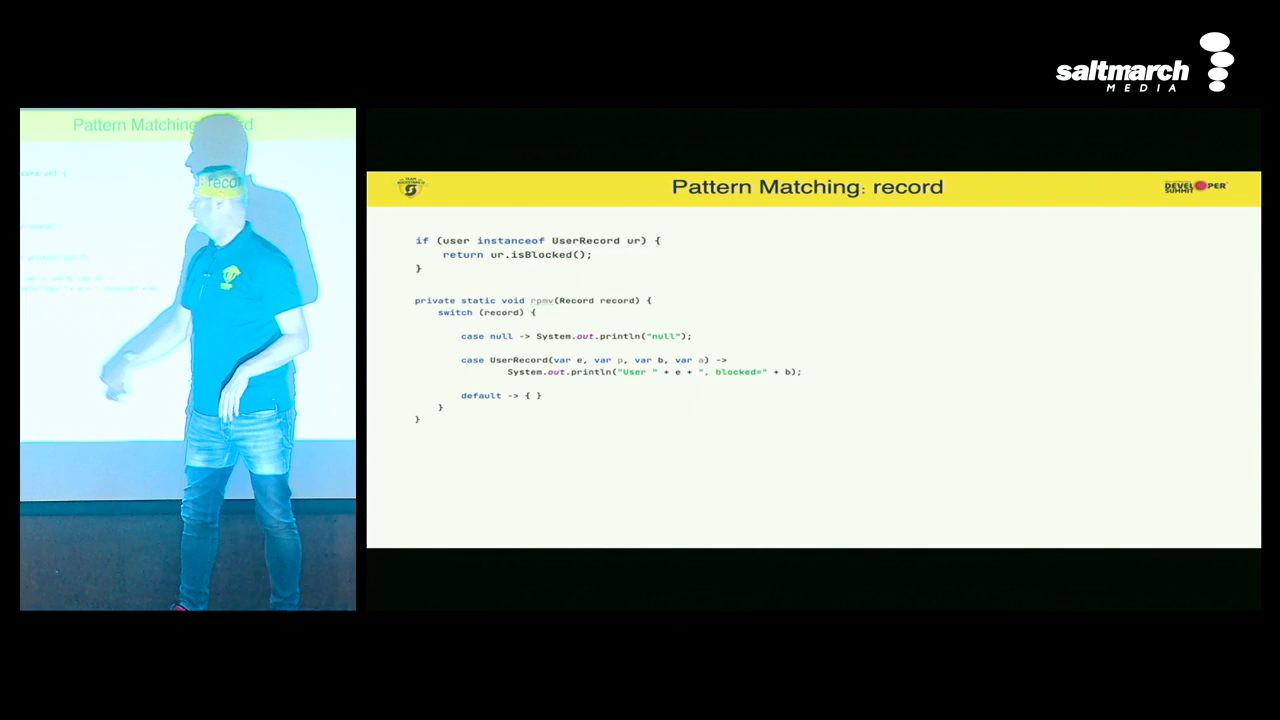 saltmarch
MEDIA
Pattern Matching
rd
recor
Pattern Matching: record
DEVELOPER
SUMMIT
if (user instanceof UserRecord ur) {
return ur.isBlocked();
}
private static void rpmv(Record record) {
switch (record) {
case null -> System.out.println("null");
case UserRecord(var e, var p, var b, var a) ->
System.out.println("User " + e + ", blocked=" + b);
default -> { }
}
}